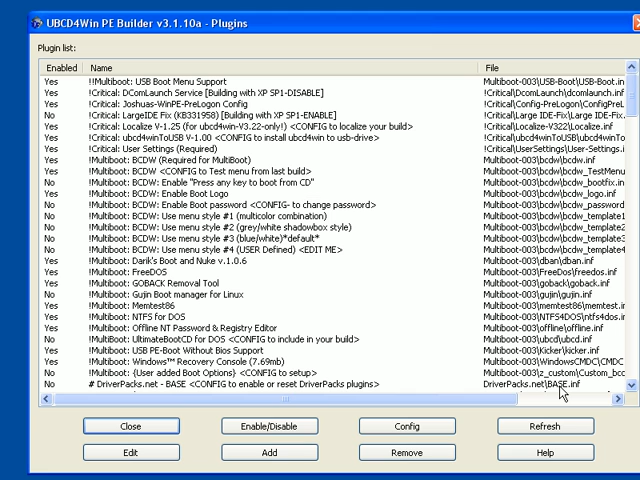 UBCD4Win PE Builder v3.1.10a - Plugins
Plugin list:
Enabled Name File
Yes !!Multiboot: USB Boot Menu Support Multiboot-003\USB-Boot\USB-Boot.in
Yes !Critical: DComLaunch Service [Building with XP SP1-DISABLE] !Critical\DcomLaunch\dcomlaunch.inf
Yes !Critical: Joshuas-WinPE-PreLogon Config !Critical\Config-PreLogon\ConfigPreL
No !Critical: LargeIDE Fix (KB331958) [Building with XP SP1-ENABLE] !Critical\Large IDE-Fix\Large IDE-F
Yes !Critical: Localize V-1.25 (for ubcd4win-V3.22-only!) <CONFIG to localize your build> !Critical\Localize-V322\Localize.inf
Yes !Critical: ubcd4winToUSB V-1.00 <CONFIG to install ubcd4win to usb-drive> !Critical\ubcd4winToUSB\ubcd4winTo
Yes !Critical: User Settings (Required) !Critical\UserSettings\User-Settings.i
Yes !Multiboot: BCDW (Required for MultiBoot) Multiboot-003\bcdw\bcdw.inf
Yes !Multiboot: BCDW <CONFIG to Test menu from last build> Multiboot-003\bcdw\bcdw_TestMenu
No !Multiboot: BCDW: Enable "Press any key to boot from CD" Multiboot-003\bcdw\bcdw_bootfix.in
Yes !Multiboot: BCDW: Enable Boot Logo Multiboot-003\bcdw\bcdw_logo.inf
No !Multiboot: BCDW: Enable Boot password <CONFIG- to change password> Multiboot-003\bcdw\bcdw_password
No !Multiboot: BCDW: Use menu style #1 (multicolor combination) Multiboot-003\bcdw\bcdw_template1
No !Multiboot: BCDW: Use menu style #2 (grey/white shadowbox style) Multiboot-003\bcdw\bcdw_template2
Yes !Multiboot: BCDW: Use menu style #3 (blue/white)*default* Multiboot-003\bcdw\bcdw_template3
No !Multiboot: BCDW: Use menu style #4 (USER Defined) <EDIT ME> Multiboot-003\bcdw\bcdw_template4
Yes !Multiboot: Darik's Boot and Nuke v.1.0.6 Multiboot-003\dban\dban.inf
Yes !Multiboot: FreeDOS Multiboot-003\FreeDos\freedos.inf
Yes !Multiboot: GOBACK Removal Tool Multiboot-003\goback\goback.inf
No !Multiboot: Gujin Boot manager for Linux Multiboot-003\gujin\gujin.inf
Yes !Multiboot: Memtest86 Multiboot-003\memtest86\memtest.in
Yes !Multiboot: NTFS for DOS Multiboot-003\NTFS4DOS\ntfs4dos.in
Yes !Multiboot: Offline NT Password & Registry Editor Multiboot-003\offline\offline.inf
No !Multiboot: UltimateBootCD for DOS <CONFIG to include in your build> Multiboot-003\ubcd\ubcd.inf
Yes !Multiboot: USB PE-Boot Without Bios Support Multiboot-003\Kicker\kicker.inf
Yes !Multiboot: Windows™ Recovery Console (7.69mb) Multiboot-003\WindowsCMDC\CMDC
No !Multiboot: {User added Boot Options} <CONFIG to setup> Multiboot-003\z_custom\Custom_bc
No # DriverPacks.net - BASE <CONFIG to enable or reset DriverPacks plugins> DriverPacks.net\BASE.inf
Close Enable/Disable Config Refresh
Edit Add Remove Help